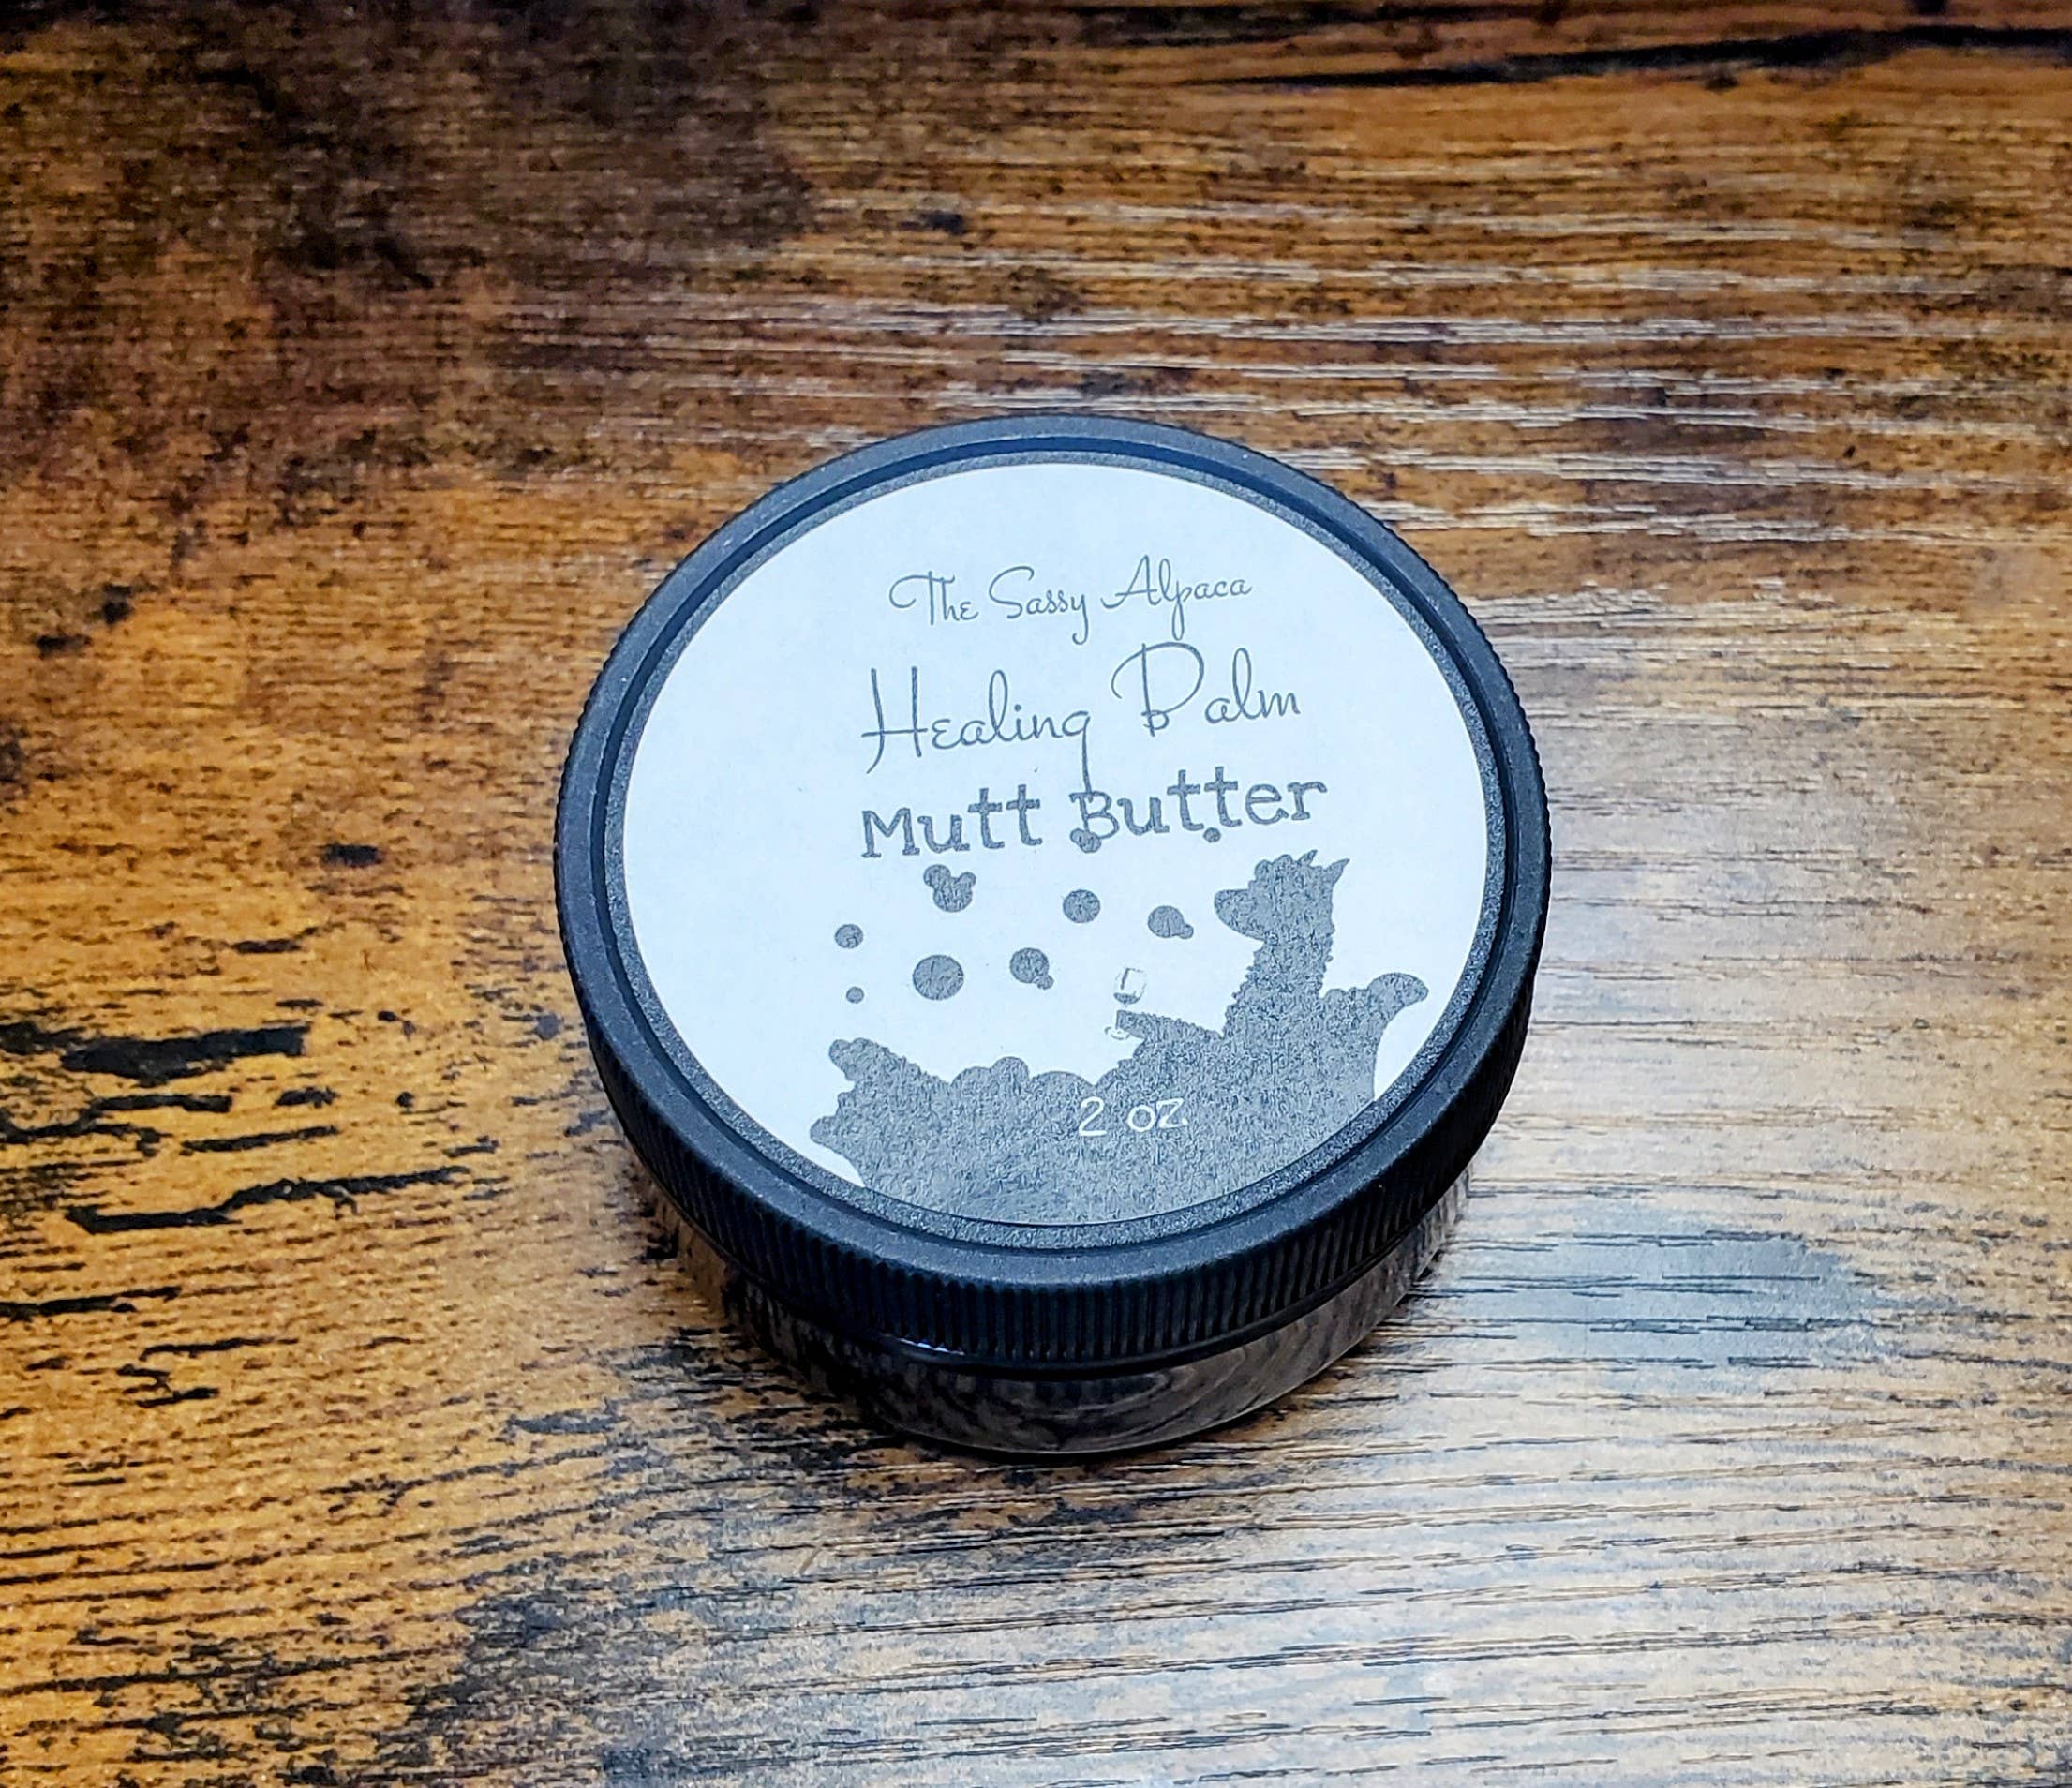 The Sassy Alpaca
Healing Balm
Mutt Butter
2 oz.